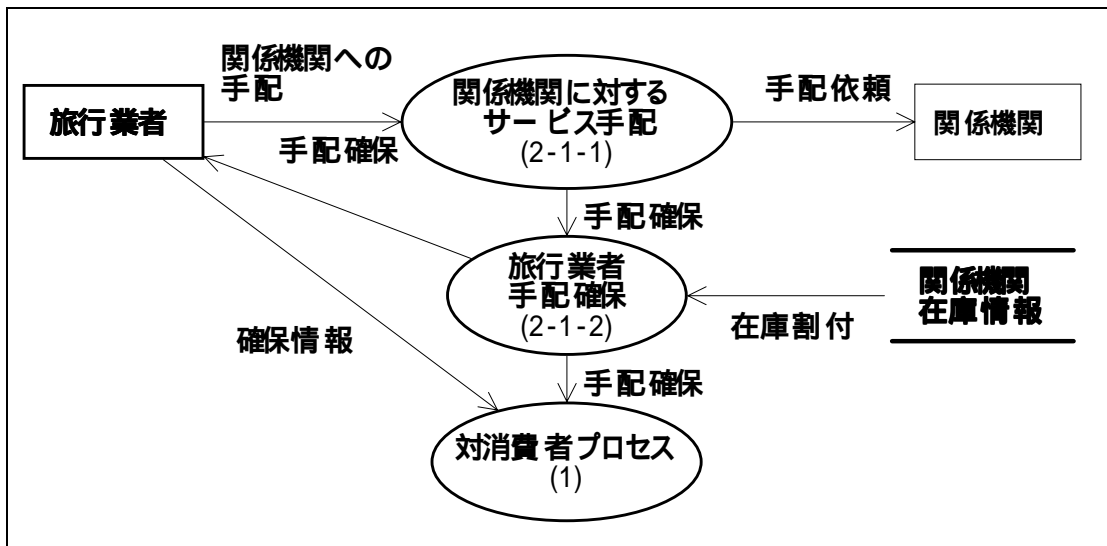 関係機関への
手配
旅行業者
手配確保
関係機関に対する
サービス手配
(2-1-1)
手配依頼
関係機関
手配確保
旅行業者
手配確保
(2-1-2)
在庫割付
関係機関
在庫情報
確保情報
手配確保
対消費者プロセス
(1)